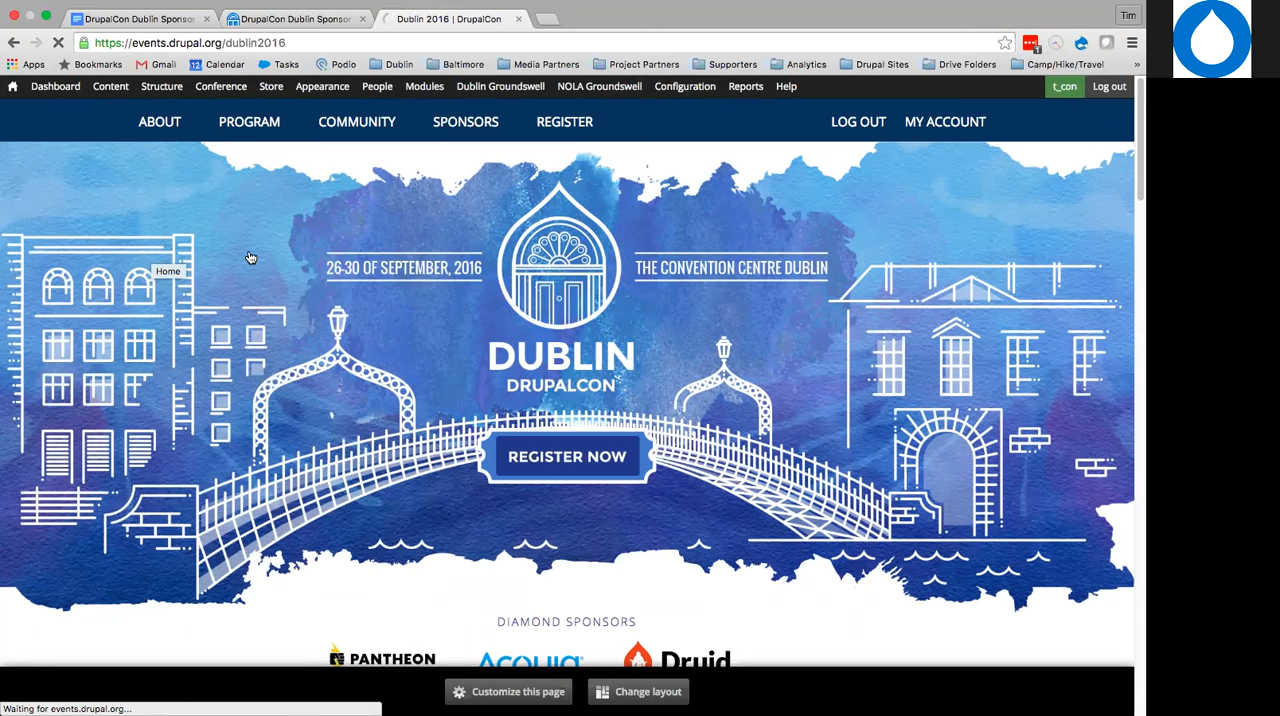 DrupalCon Dublin Sponsor
DrupalCon Dublin Sponsor
Dublin 2016 | DrupalCon
Tim
https://events.drupal.org/dublin2016
1
Apps
Bookmarks
Gmail
12
Calendar
Tasks
Podio
Dublin
Baltimore
Media Partners
Project Partners
Supporters
Analytics
Drupal Sites
Drive Folders
Camp/Hike/Travel
»
Dashboard
Content
Structure
Conference
Store
Appearance
People
Modules
Dublin Groundswell
NOLA Groundswell
Configuration
Reports
Help
t_con
Log out
ABOUT
PROGRAM
COMMUNITY
SPONSORS
REGISTER
LOG OUT
MY ACCOUNT
Home
26-30 OF SEPTEMBER, 2016
THE CONVENTION CENTRE DUBLIN
DUBLIN
DRUPALCON
REGISTER NOW
DIAMOND SPONSORS
PANTHEON
Acquia
Druid
Customize this page
Change layout
Waiting for events.drupal.org...